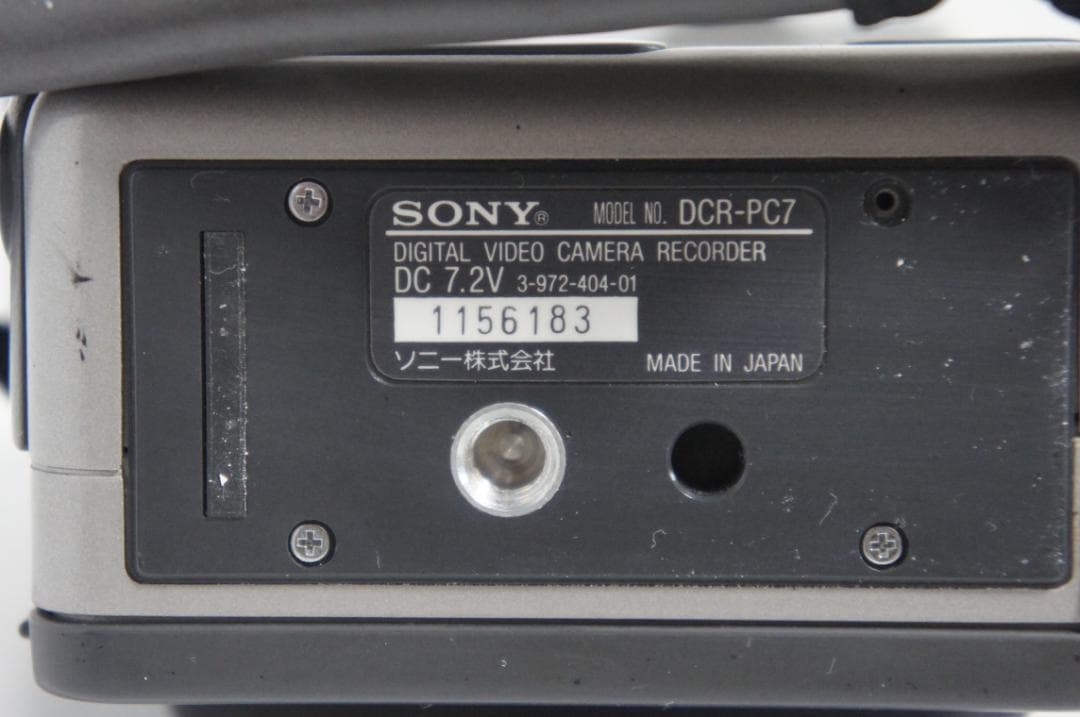 SONY® MODEL NO. DCR-PC7
DIGITAL VIDEO CAMERA RECORDER
DC 7.2V 3-972-404-01
1156183
ソニー株式会社 MADE IN JAPAN